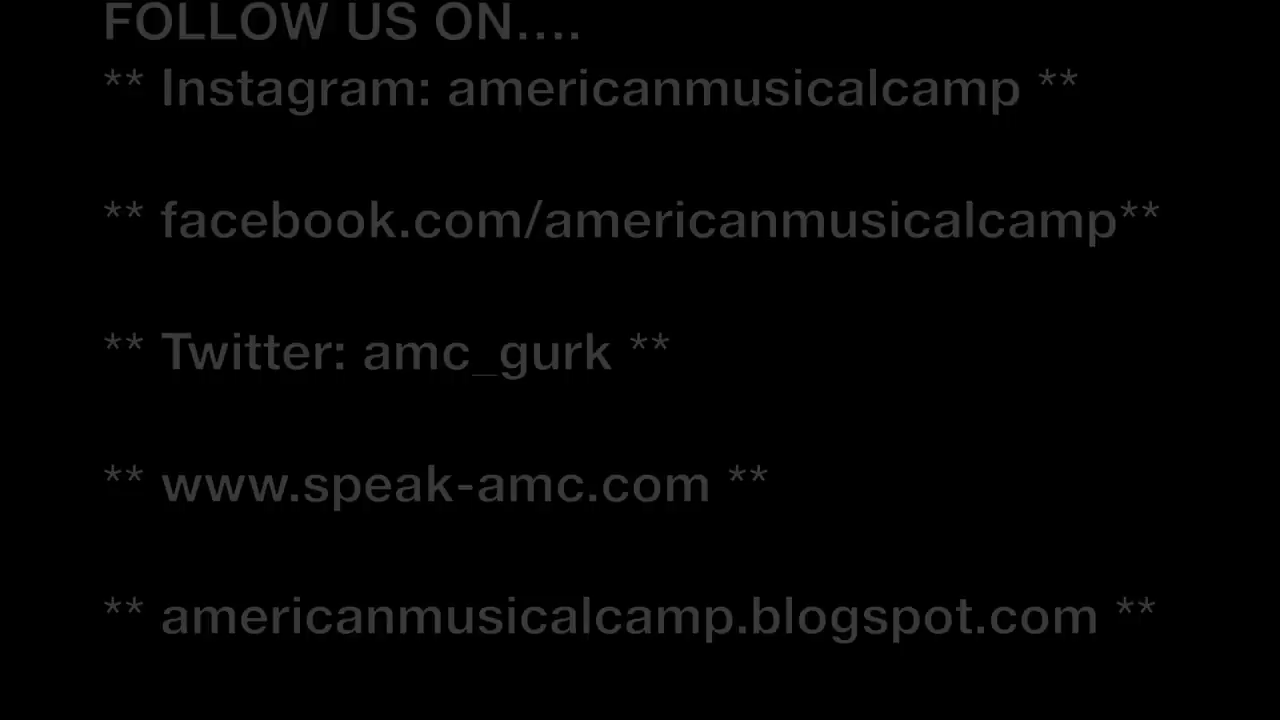 FOLLOW US ON....
** Instagram: americanmusicalcamp **
** facebook.com/americanmusicalcamp**
** Twitter: amc_gurk **
** www.speak-amc.com **
** americanmusicalcamp.blogspot.com **